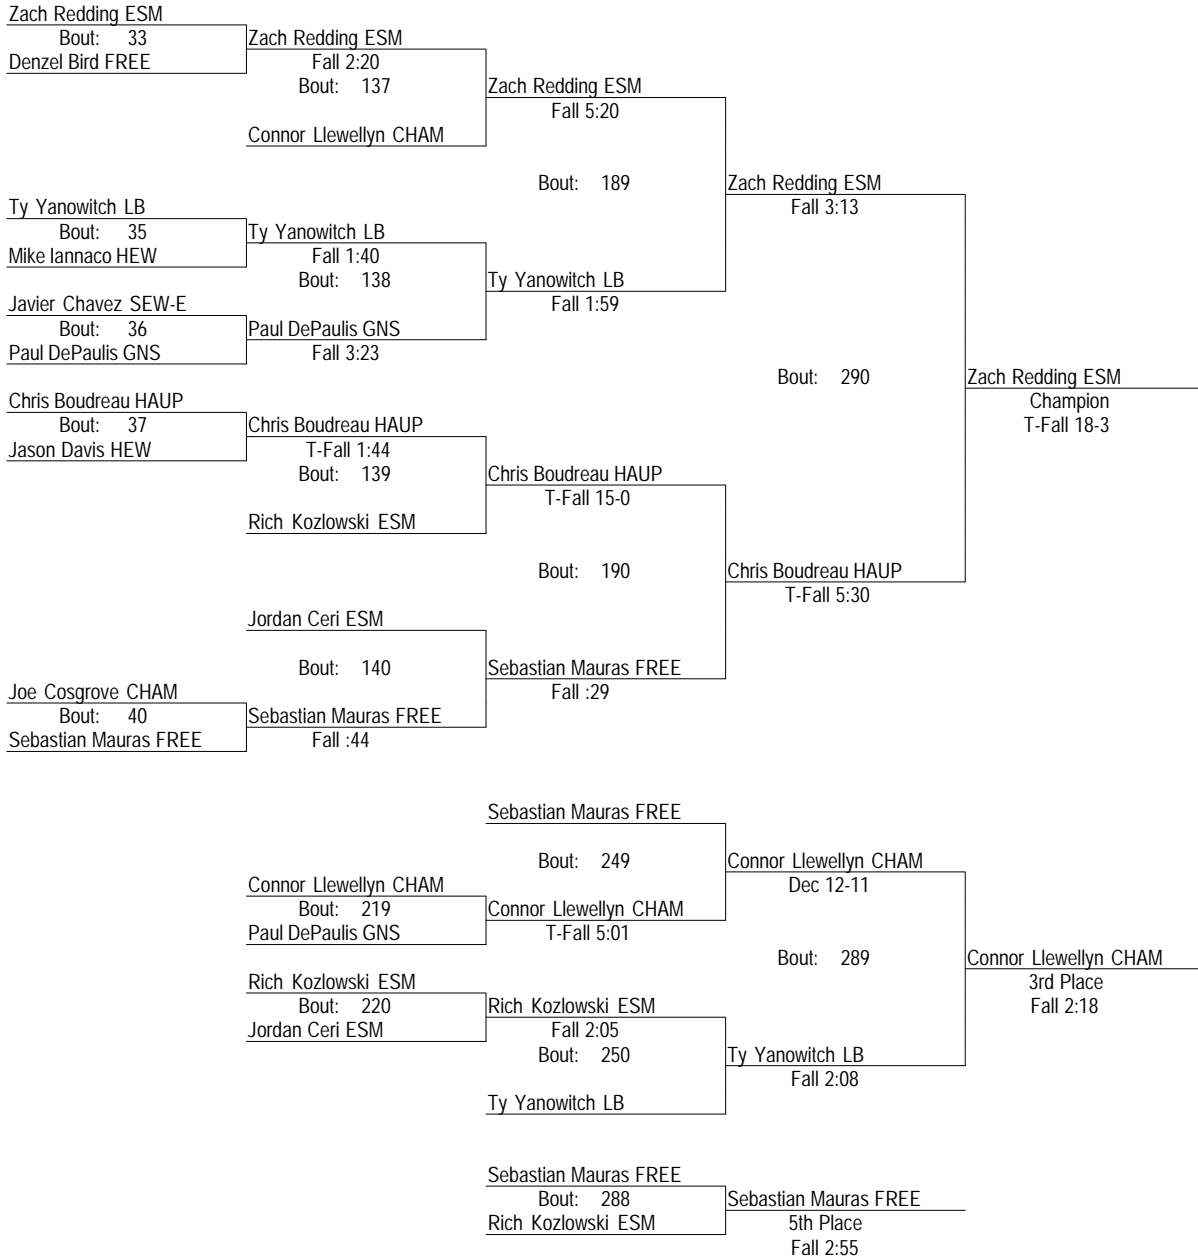 Zach Redding ESM
Bout: 33
Denzel Bird FREE
Zach Redding ESM
Fall 2:20
Bout: 137
Connor Llewellyn CHAM
Zach Redding ESM
Fall 5:20
Bout: 189
Zach Redding ESM
Fall 3:13
Ty Yanowitch LB
Bout: 35
Mike Iannaco HEW
Ty Yanowitch LB
Fall 1:40
Bout: 138
Ty Yanowitch LB
Fall 1:59
Javier Chavez SEW-E
Bout: 36
Paul DePaulis GNS
Paul DePaulis GNS
Fall 3:23
Bout: 290
Zach Redding ESM
Champion
T-Fall 18-3
Chris Boudreau HAUP
Bout: 37
Jason Davis HEW
Chris Boudreau HAUP
T-Fall 1:44
Bout: 139
Rich Kozlowski ESM
Chris Boudreau HAUP
T-Fall 15-0
Bout: 190
Chris Boudreau HAUP
T-Fall 5:30
Jordan Ceri ESM
Bout: 140
Sebastian Mauras FREE
Fall :29
Joe Cosgrove CHAM
Bout: 40
Sebastian Mauras FREE
Sebastian Mauras FREE
Fall :44
Sebastian Mauras FREE
Bout: 249
Connor Llewellyn CHAM
Dec 12-11
Connor Llewellyn CHAM
Bout: 219
Paul DePaulis GNS
Connor Llewellyn CHAM
T-Fall 5:01
Bout: 289
Connor Llewellyn CHAM
3rd Place
Fall 2:18
Rich Kozlowski ESM
Bout: 220
Jordan Ceri ESM
Rich Kozlowski ESM
Fall 2:05
Bout: 250
Ty Yanowitch LB
Ty Yanowitch LB
Fall 2:08
Sebastian Mauras FREE
Bout: 288
Rich Kozlowski ESM
Sebastian Mauras FREE
5th Place
Fall 2:55